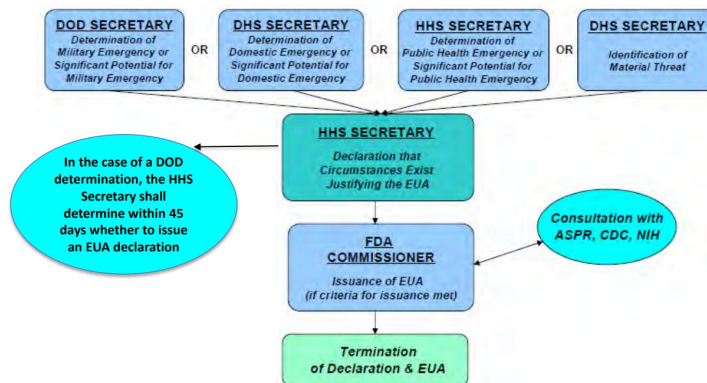 DOD SECRETARY
Determination of
Military Emergency or
Significant Potential for
Military Emergency
OR
DHS SECRETARY
Determination of
Domestic Emergency or
Significant Potential for
Domestic Emergency
OR
HHS SECRETARY
Determination of
Public Health Emergency or
Significant Potential for
Public Health Emergency
OR
DHS SECRETARY
Identification of
Material Threat
HHS SECRETARY
Declaration that
Circumstances Exist
Justifying the EUA
In the case of a DOD
determination, the HHS
Secretary shall
determine within 45
days whether to issue
an EUA declaration
FDA
COMMISSIONER
Issuance of EUA
(if criteria for issuance met)
Consultation with
ASPR, CDC, NIH
Termination
of Declaration & EUA